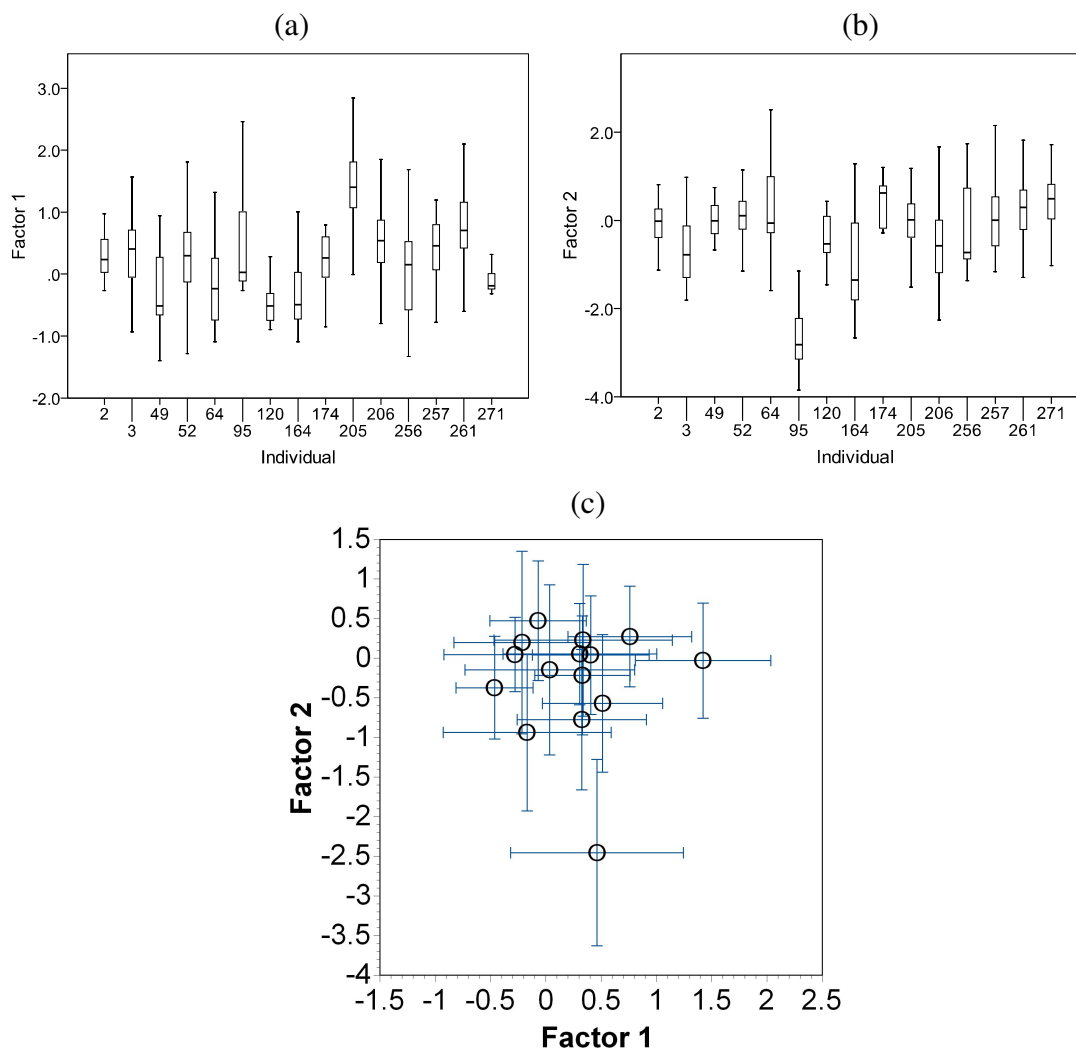 (a)
3.0
2.0
1.0
.0
-1.0
-2.0
Factor 1
2 49 64 120 174 206 257 271
3 52 95 164 205 256 261
Individual
(b)
2.0
.0
-2.0
-4.0
Factor 2
2 49 64 120 174 206 257 271
3 52 95 164 205 256 261
Individual
(c)
1.5
1
0.5
0
-0.5
-1
-1.5
-2
-2.5
-3
-3.5
-4
Factor 2
-1.5 -1 -0.5 0 0.5 1 1.5 2 2.5
Factor 1